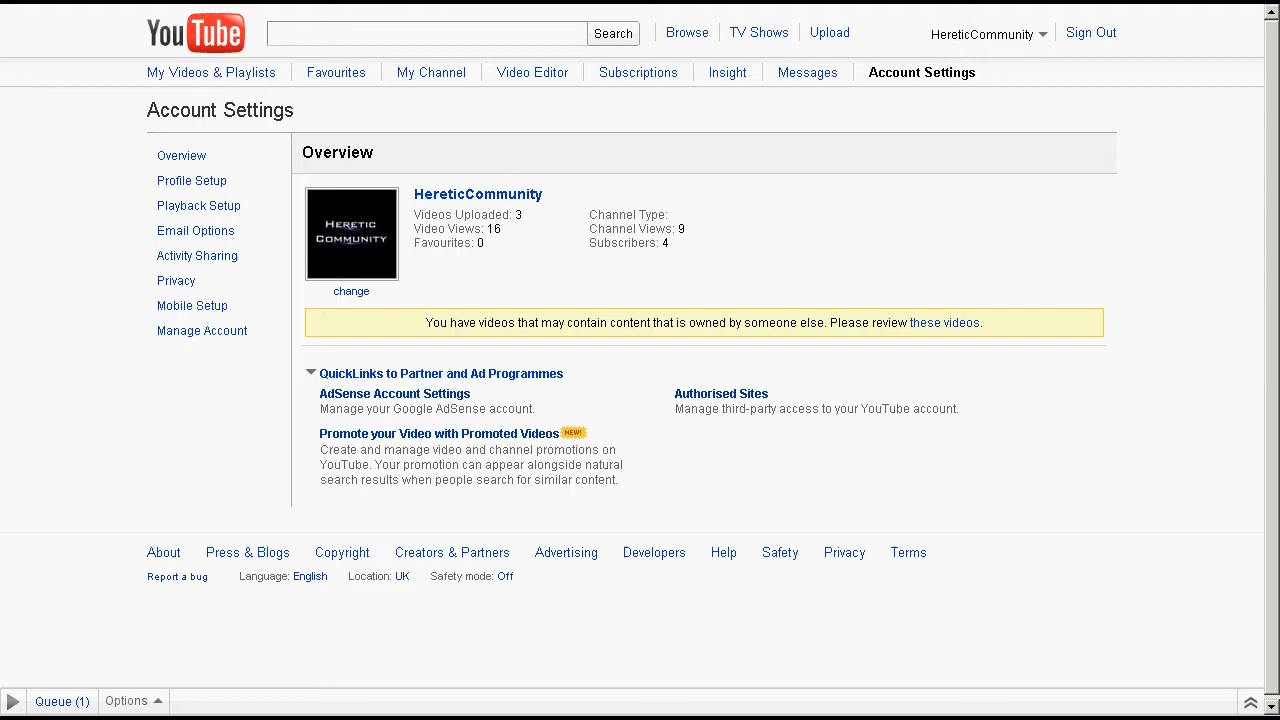 YouTube Search Browse TV Shows Upload HereticCommunity Sign Out
My Videos & Playlists Favourites My Channel Video Editor Subscriptions Insight Messages Account Settings
Account Settings
Overview
Profile Setup
Playback Setup
Email Options
Activity Sharing
Privacy
Mobile Setup
Manage Account
Overview
HERETIC
COMMUNITY
change
HereticCommunity
Videos Uploaded: 3 Channel Type:
Video Views: 16 Channel Views: 9
Favourites: 0 Subscribers: 4
You have videos that may contain content that is owned by someone else. Please review these videos.
QuickLinks to Partner and Ad Programmes
AdSense Account Settings
Manage your Google AdSense account.
Authorised Sites
Manage third-party access to your YouTube account.
Promote your Video with Promoted Videos NEW!
Create and manage video and channel promotions on
YouTube. Your promotion can appear alongside natural
search results when people search for similar content.
About Press & Blogs Copyright Creators & Partners Advertising Developers Help Safety Privacy Terms
Report a bug Language: English Location: UK Safety mode: Off
Queue (1) Options